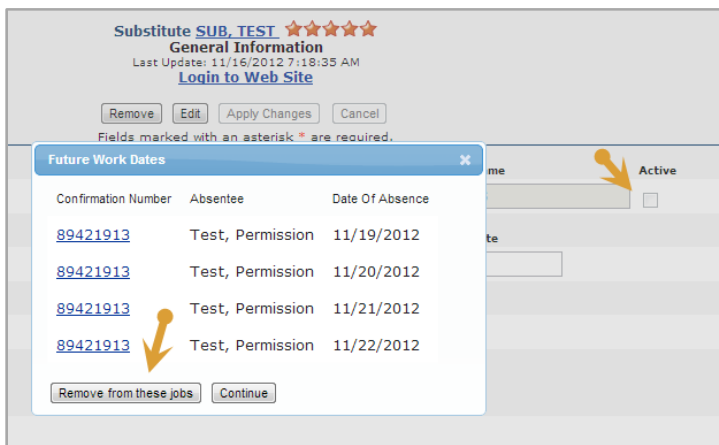 Substitute SUB, TEST
General Information
Last Update: 11/16/2012 7:18:35 AM
Login to Web Site
Remove Edit Apply Changes Cancel
Fields marked with an asterisk * are required.
Future Work Dates
me Active
Confirmation Number Absentee Date Of Absence
89421913 Test, Permission 11/19/2012
te
89421913 Test, Permission 11/20/2012
89421913 Test, Permission 11/21/2012
89421913 Test, Permission 11/22/2012
Remove from these jobs Continue